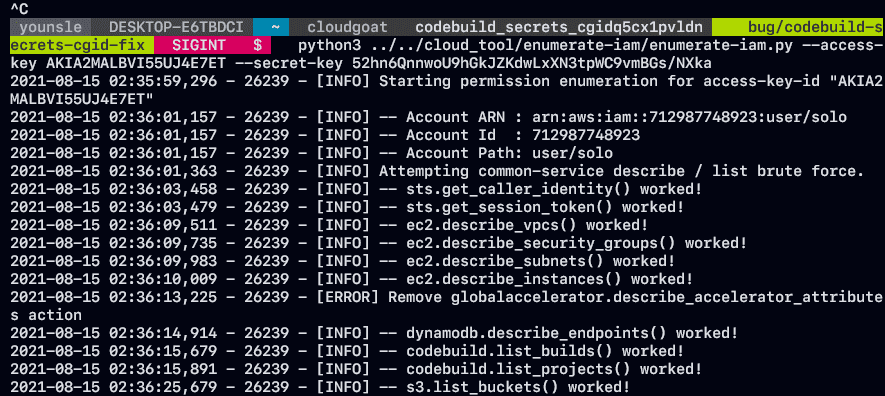 ^C
younsle DESKTOP-E6TBDCI ~ cloudgoat codebuild_secrets_cgidq5cx1pvldn bug/codebuild-s
ecrets-cgid-fix SIGINT $ python3 ../../cloud_tool/enumerate-iam/enumerate-iam.py --access-
key AKIA2MALBVI55UJ4E7ET --secret-key 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
2021-08-15 02:35:59,296 - 26239 - [INFO] Starting permission enumeration for access-key-id "AKIA2
MALBVI55UJ4E7ET"
2021-08-15 02:36:01,157 - 26239 - [INFO] -- Account ARN : arn:aws:iam::712987748923:user/solo
2021-08-15 02:36:01,157 - 26239 - [INFO] -- Account Id  : 712987748923
2021-08-15 02:36:01,157 - 26239 - [INFO] -- Account Path: user/solo
2021-08-15 02:36:01,363 - 26239 - [INFO] Attempting common-service describe / list brute force.
2021-08-15 02:36:03,458 - 26239 - [INFO] -- sts.get_caller_identity() worked!
2021-08-15 02:36:03,479 - 26239 - [INFO] -- sts.get_session_token() worked!
2021-08-15 02:36:09,511 - 26239 - [INFO] -- ec2.describe_vpcs() worked!
2021-08-15 02:36:09,735 - 26239 - [INFO] -- ec2.describe_security_groups() worked!
2021-08-15 02:36:09,983 - 26239 - [INFO] -- ec2.describe_subnets() worked!
2021-08-15 02:36:10,009 - 26239 - [INFO] -- ec2.describe_instances() worked!
2021-08-15 02:36:13,225 - 26239 - [ERROR] Remove globalaccelerator.describe_accelerator_attribute
s action
2021-08-15 02:36:14,914 - 26239 - [INFO] -- dynamodb.describe_endpoints() worked!
2021-08-15 02:36:15,679 - 26239 - [INFO] -- codebuild.list_builds() worked!
2021-08-15 02:36:15,891 - 26239 - [INFO] -- codebuild.list_projects() worked!
2021-08-15 02:36:25,679 - 26239 - [INFO] -- s3.list_buckets() worked!